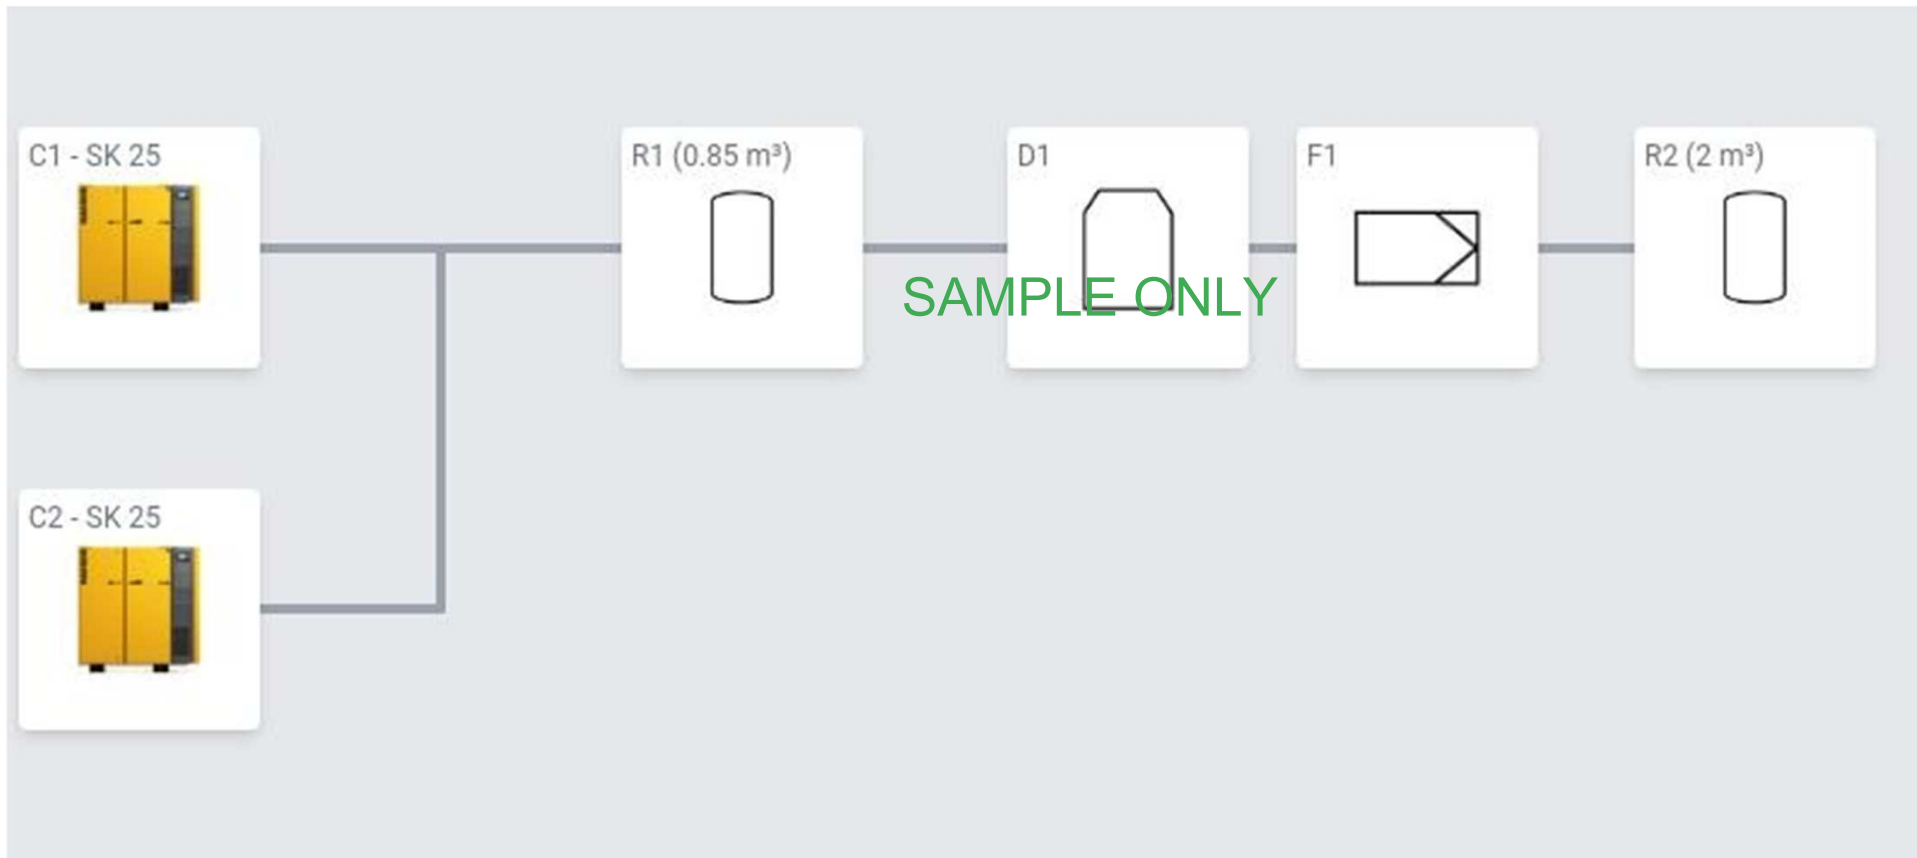 C1 - SK 25
R1 (0.85 m³)
D1
F1
R2 (2 m³)
SAMPLE ONLY
C2 - SK 25